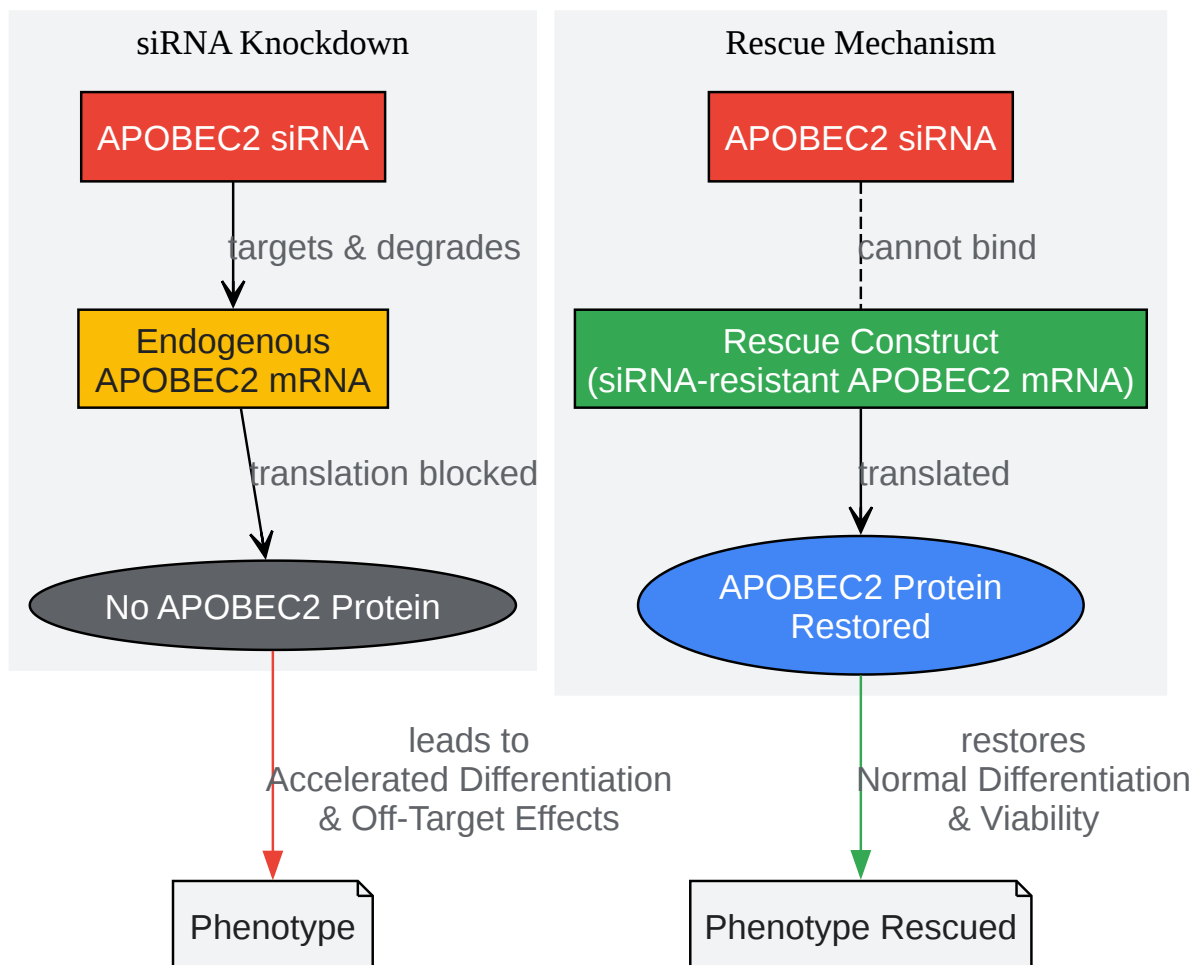 siRNA Knockdown
APOBEC2 siRNA
targets & degrades
Endogenous
APOBEC2 mRNA
translation blocked
No APOBEC2 Protein
leads to
Accelerated Differentiation
& Off-Target Effects
Phenotype
Rescue Mechanism
APOBEC2 siRNA
cannot bind
Rescue Construct
(siRNA-resistant APOBEC2 mRNA)
translated
APOBEC2 Protein
Restored
restores
Normal Differentiation
& Viability
Phenotype Rescued